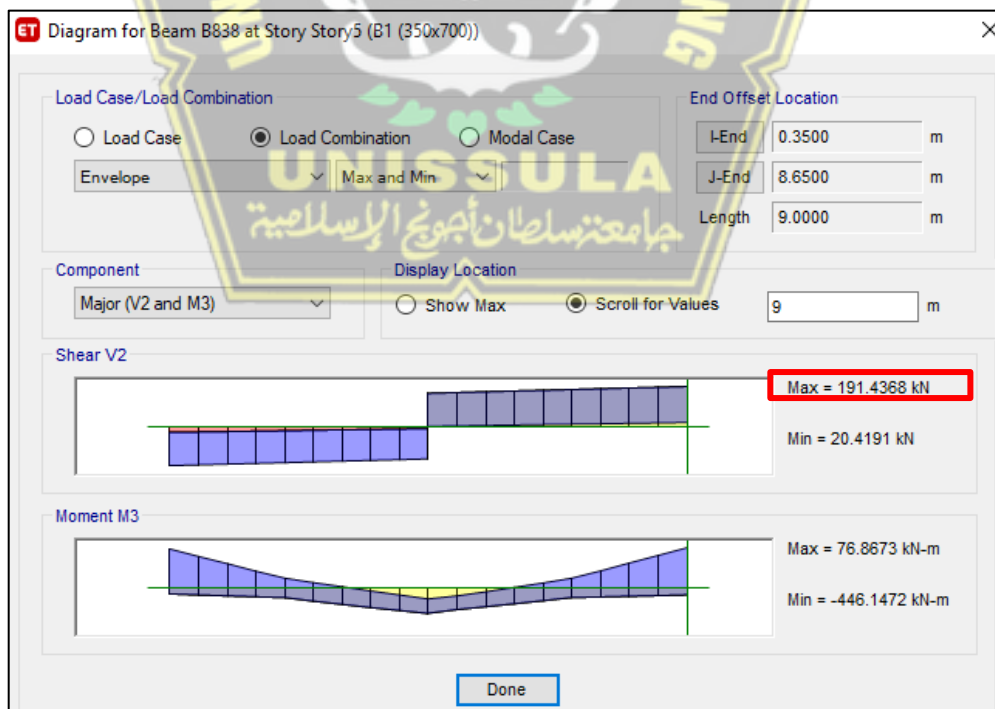 ET Diagram for Beam B838 at Story Story5 (B1 (350x700))
Load Case/Load Combination
Load Case Load Combination Modal Case
Envelope Max and Min
End Offset Location
I-End 0.3500 m
J-End 8.6500 m
Length 9.0000 m
UNISSULA
جامعة سلطان أجونج الإسلامية
Component
Major (V2 and M3)
Display Location
Show Max Scroll for Values 9 m
Shear V2
Max = 191.4368 kN
Min = 20.4191 kN
Moment M3
Max = 76.8673 kN-m
Min = -446.1472 kN-m
Done